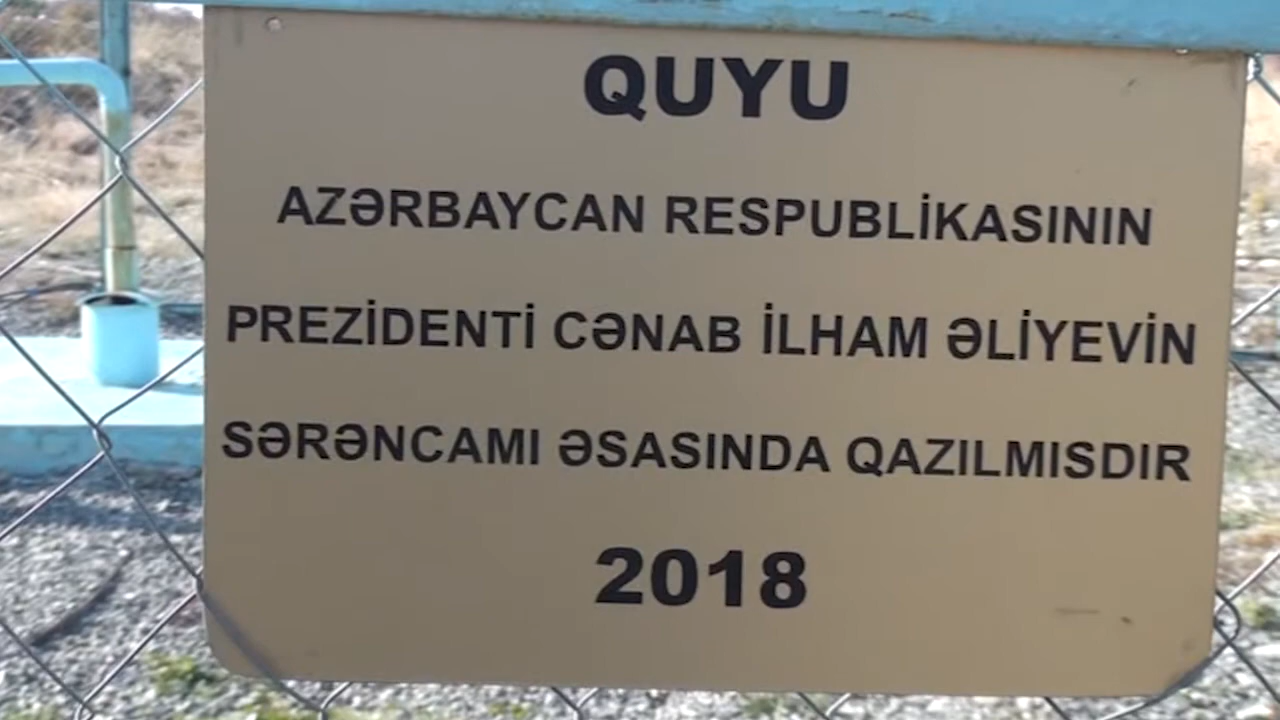 QUYU
AZƏRBAYCAN RESPUBLİKASININ
PREZİDENTİ CƏNAB İLHAM ƏLİYEVİN
SƏRƏNCAMI ƏSASINDA QAZILMISDIR
2018